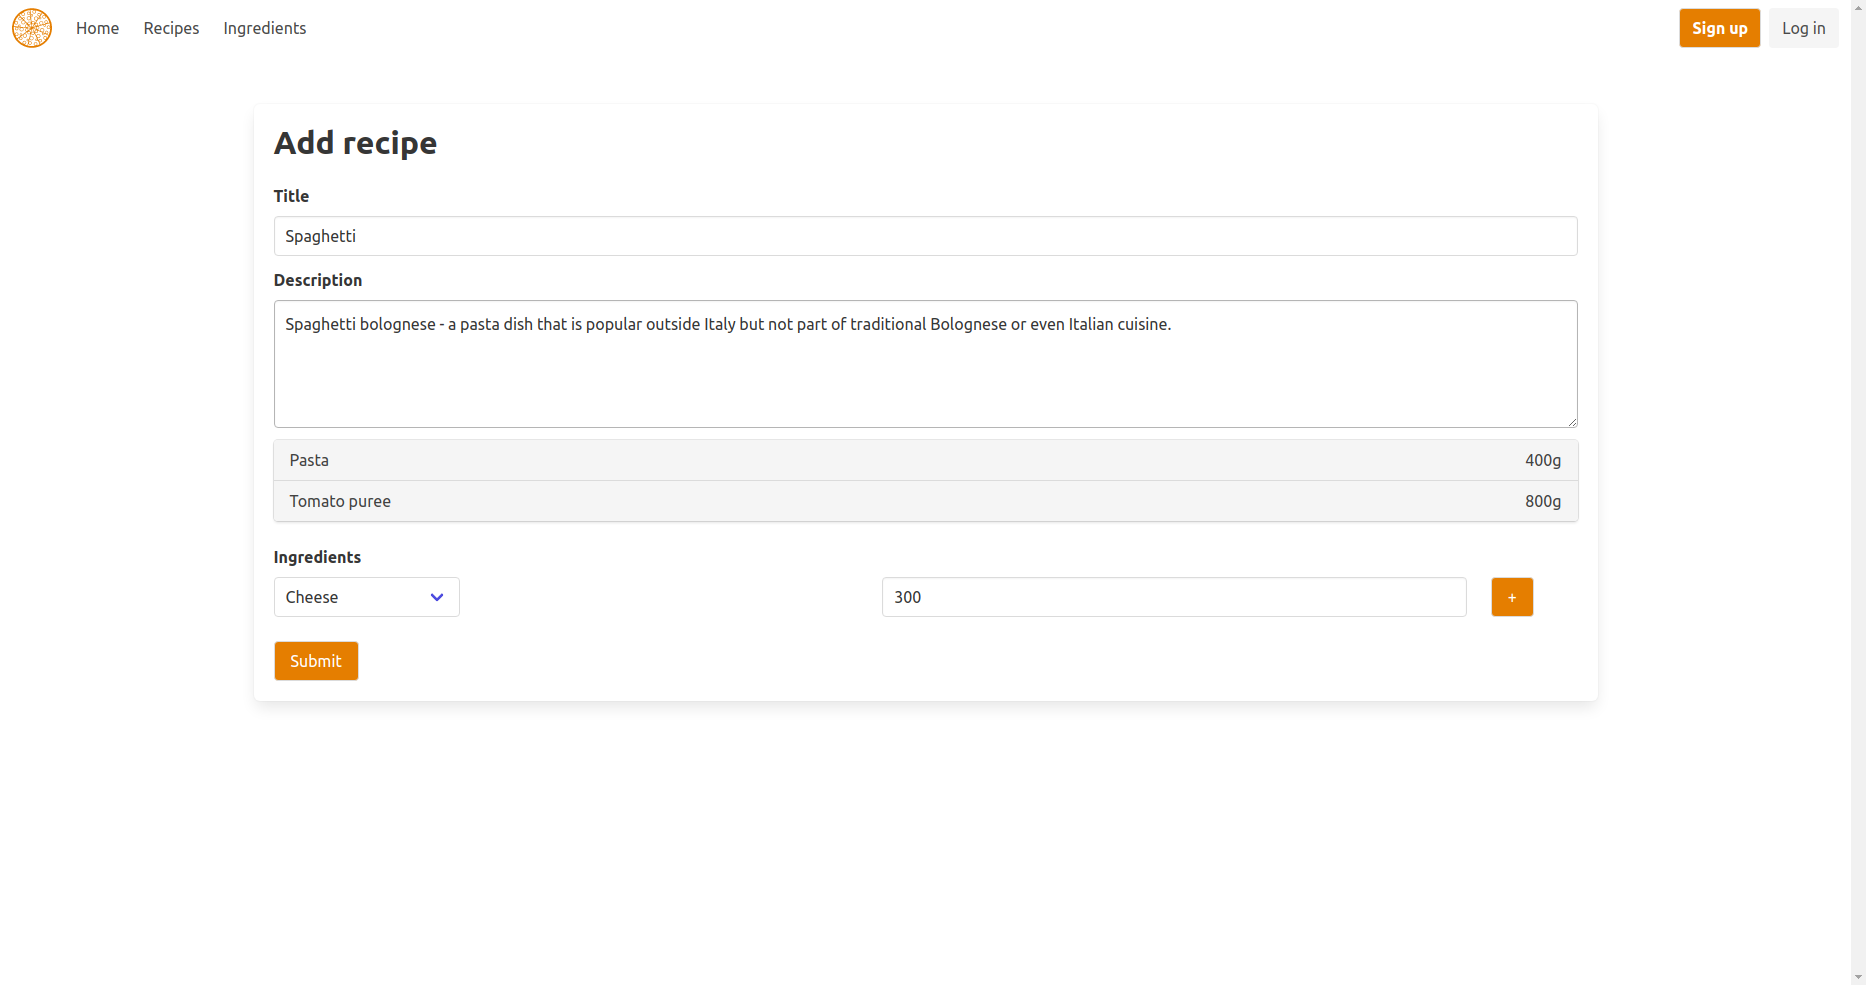 Home Recipes Ingredients Sign up Log in
Add recipe
Title
Spaghetti
Description
Spaghetti bolognese - a pasta dish that is popular outside Italy but not part of traditional Bolognese or even Italian cuisine.
Pasta 400g
Tomato puree 800g
Ingredients
Cheese 300 +
Submit